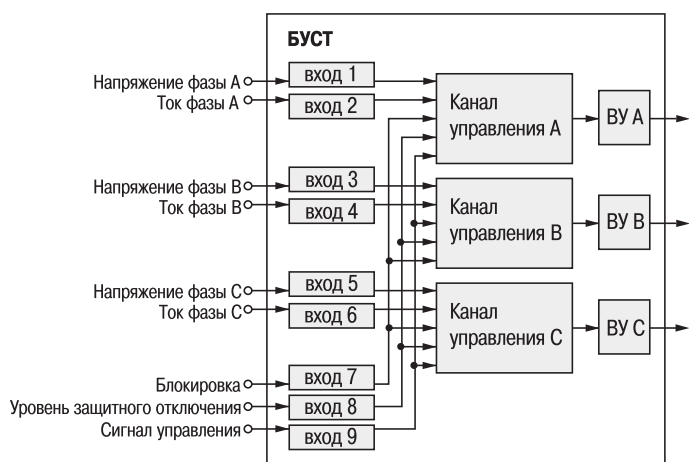 БУСТ
Напряжение фазы А
вход 1
Ток фазы А
вход 2
Канал
управления А
ВУ А
Напряжение фазы В
вход 3
Ток фазы В
вход 4
Канал
управления В
ВУ В
Напряжение фазы С
вход 5
Ток фазы С
вход 6
Канал
управления С
ВУ С
Блокировка
вход 7
Уровень защитного отключения
вход 8
Сигнал управления
вход 9